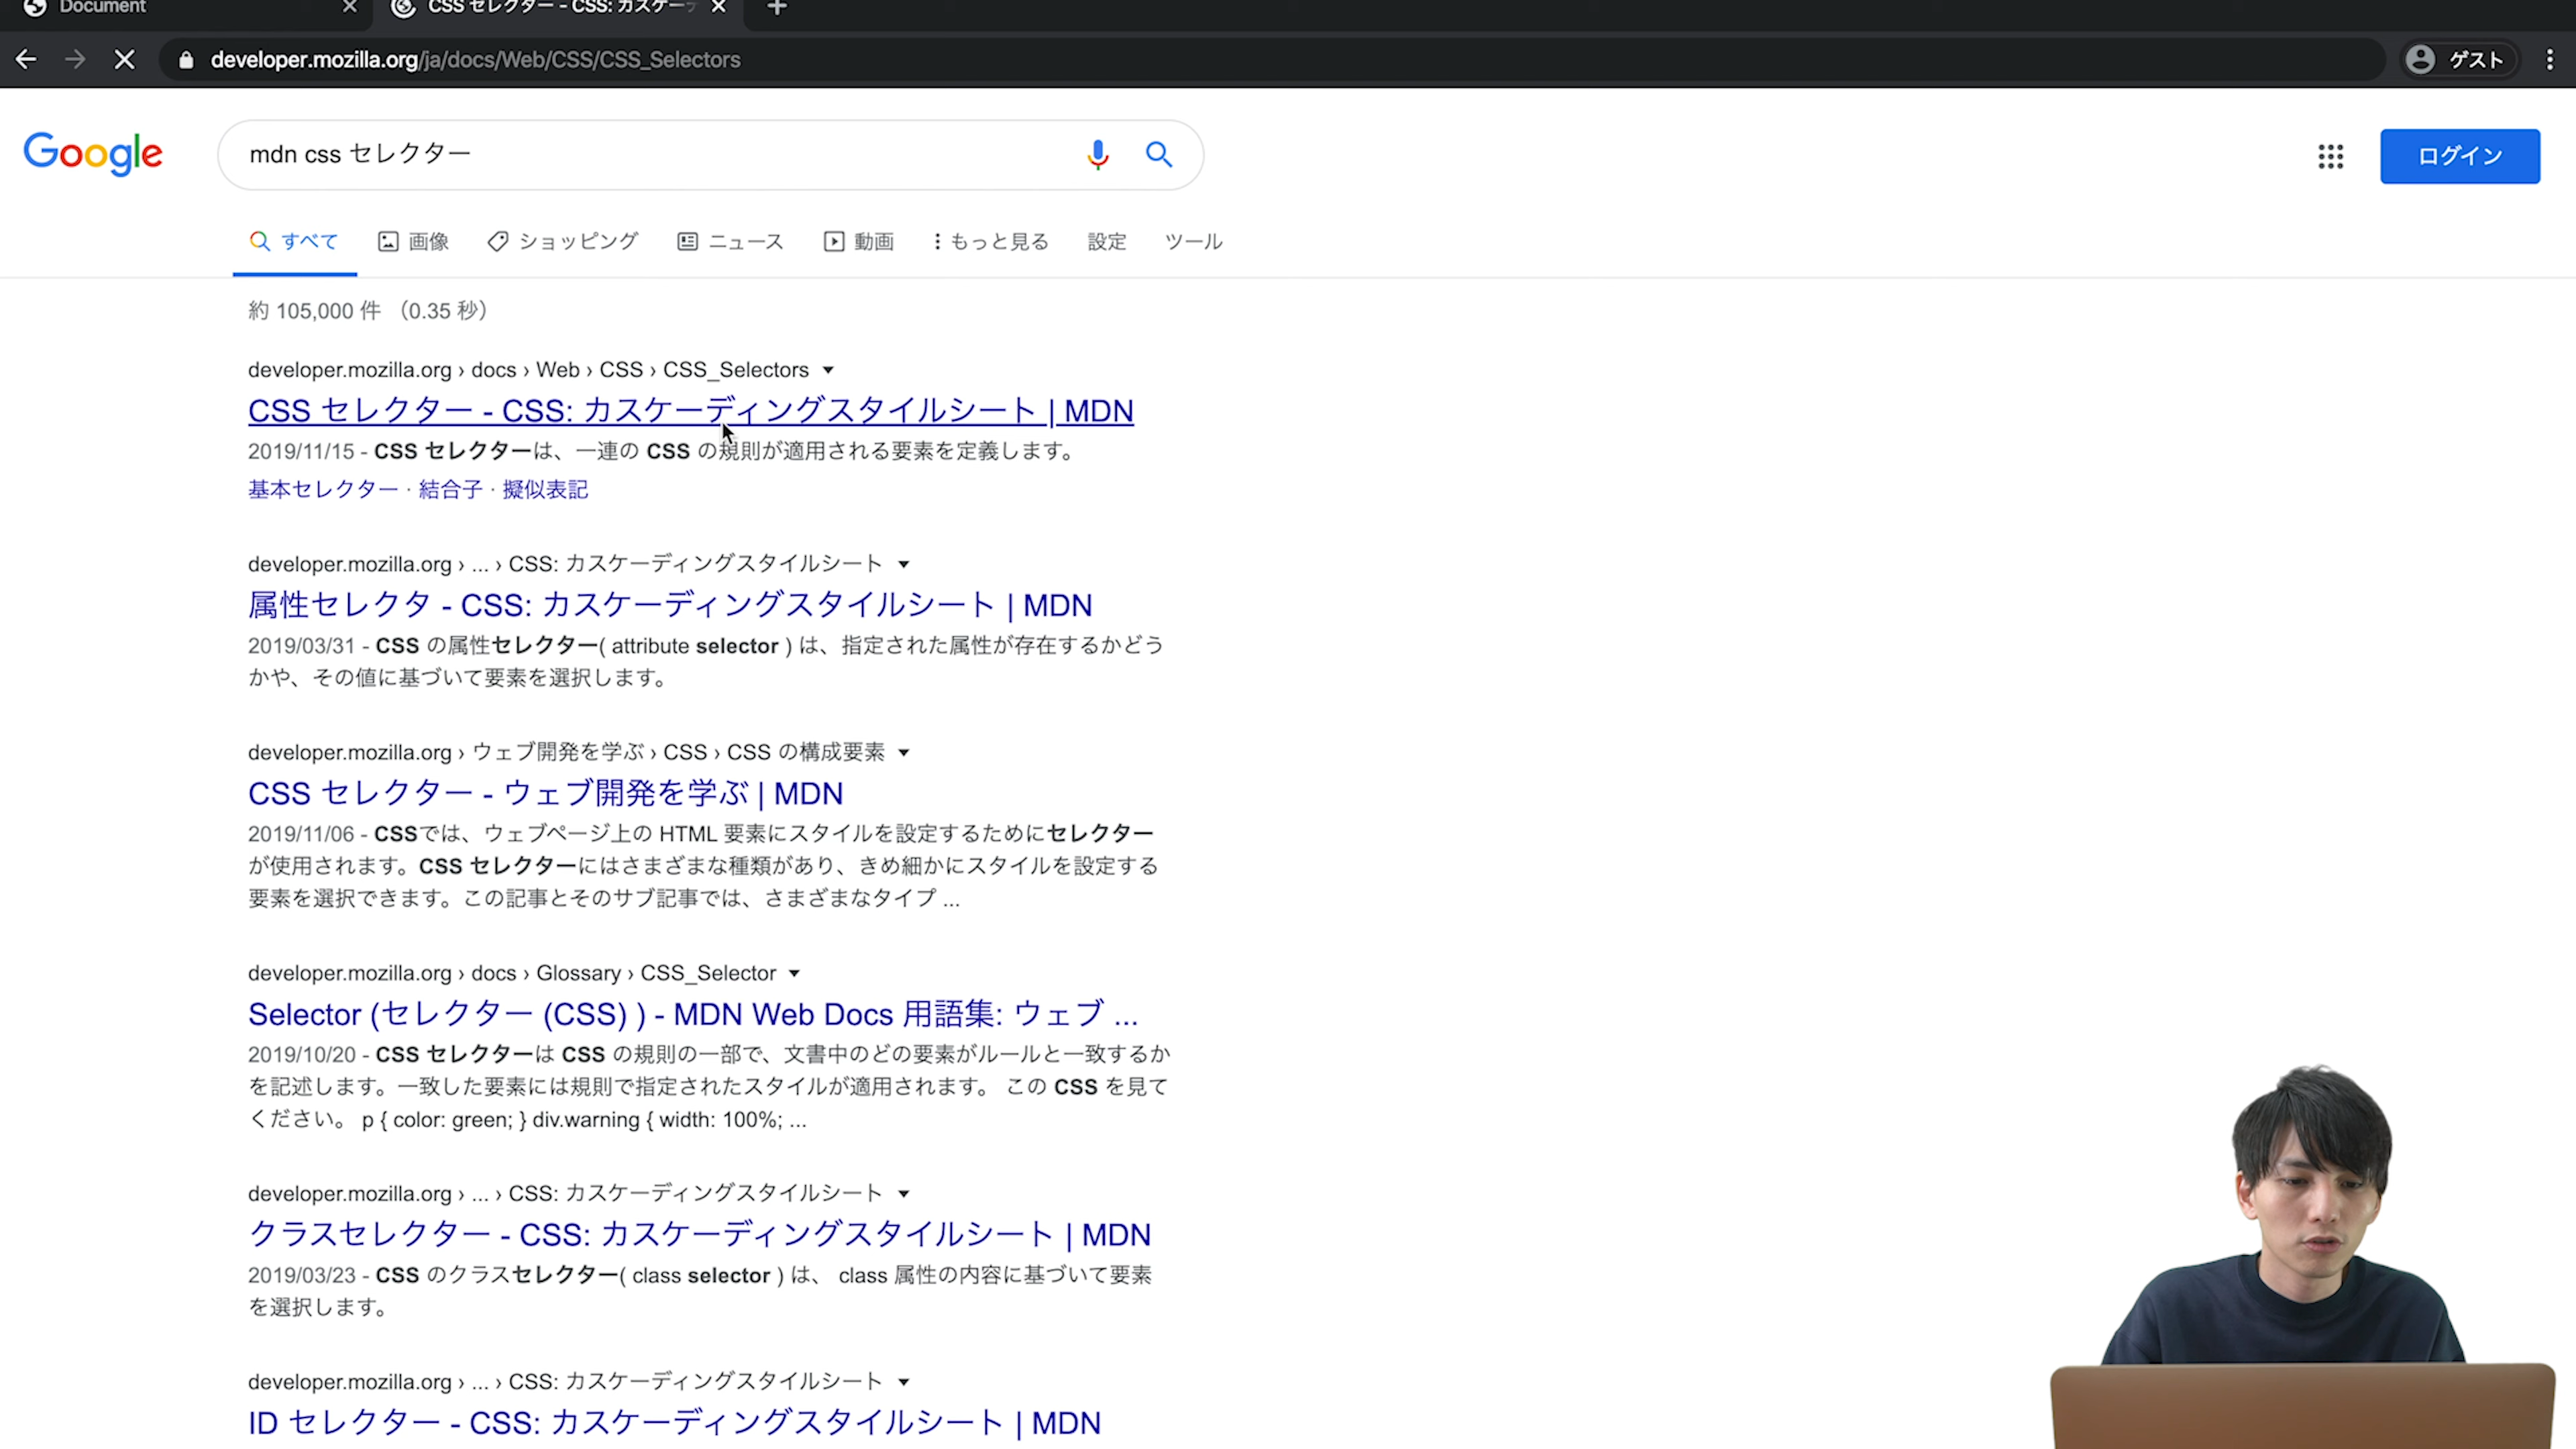 Document
CSS セレクター - CSS: カスケーデ
developer.mozilla.org/ja/docs/Web/CSS/CSS_Selectors
ゲスト
Google
mdn css セレクター
ログイン
すべて 画像 ショッピング ニュース 動画 もっと見る 設定 ツール
約 105,000 件 （0.35 秒）
developer.mozilla.org › docs › Web › CSS › CSS_Selectors
CSS セレクター - CSS: カスケーディングスタイルシート | MDN
2019/11/15 - CSS セレクターは、一連の CSS の規則が適用される要素を定義します。
基本セレクター · 結合子 · 擬似表記
developer.mozilla.org › ... › CSS: カスケーディングスタイルシート
属性セレクタ - CSS: カスケーディングスタイルシート | MDN
2019/03/31 - CSS の属性セレクター( attribute selector ) は、指定された属性が存在するかどう
かや、その値に基づいて要素を選択します。
developer.mozilla.org › ウェブ開発を学ぶ › CSS › CSS の構成要素
CSS セレクター - ウェブ開発を学ぶ | MDN
2019/11/06 - CSSでは、ウェブページ上の HTML 要素にスタイルを設定するためにセレクター
が使用されます。CSS セレクターにはさまざまな種類があり、きめ細かにスタイルを設定する
要素を選択できます。この記事とそのサブ記事では、さまざまなタイプ ...
developer.mozilla.org › docs › Glossary › CSS_Selector
Selector (セレクター (CSS) ) - MDN Web Docs 用語集: ウェブ ...
2019/10/20 - CSS セレクターは CSS の規則の一部で、文書中のどの要素がルールと一致するか
を記述します。一致した要素には規則で指定されたスタイルが適用されます。 この CSS を見て
ください。 p { color: green; } div.warning { width: 100%; ...
developer.mozilla.org › ... › CSS: カスケーディングスタイルシート
クラスセレクター - CSS: カスケーディングスタイルシート | MDN
2019/03/23 - CSS のクラスセレクター( class selector ) は、 class 属性の内容に基づいて要素
を選択します。
developer.mozilla.org › ... › CSS: カスケーディングスタイルシート
ID セレクター - CSS: カスケーディングスタイルシート | MDN